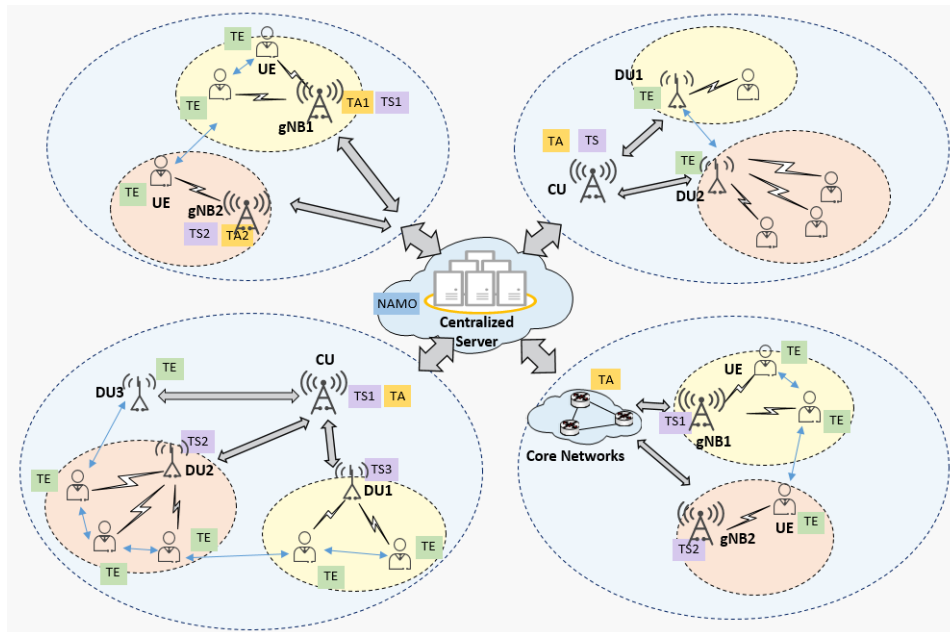 TE
UE
TE
TA1 TS1
gNB1
TE
UE
gNB2
TS2 TA2
DU1
TE
TA TS
CU
TE
DU2
NAMO
Centralized
Server
TE
DU3
CU
TS1 TA
TS2
DU2
TE
TS3
DU1
TE
TE
TE
TE
TA
Core Networks
TE
UE
TS1
gNB1
TE
TS2
gNB2
UE
TE